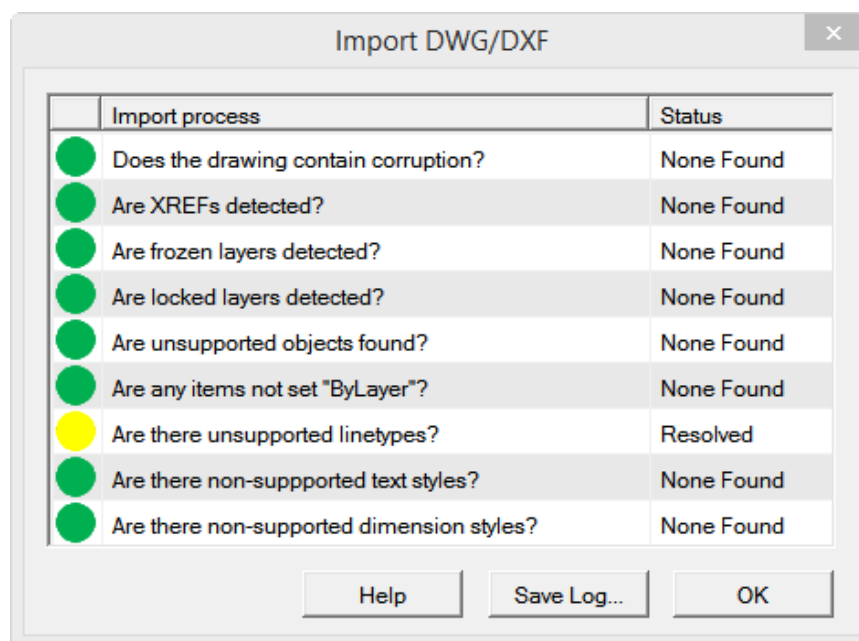 Import DWG/DXF
Import process Status
Does the drawing contain corruption? None Found
Are XREFs detected? None Found
Are frozen layers detected? None Found
Are locked layers detected? None Found
Are unsupported objects found? None Found
Are any items not set "ByLayer"? None Found
Are there unsupported linetypes? Resolved
Are there non-suppported text styles? None Found
Are there non-supported dimension styles? None Found
Help Save Log... OK